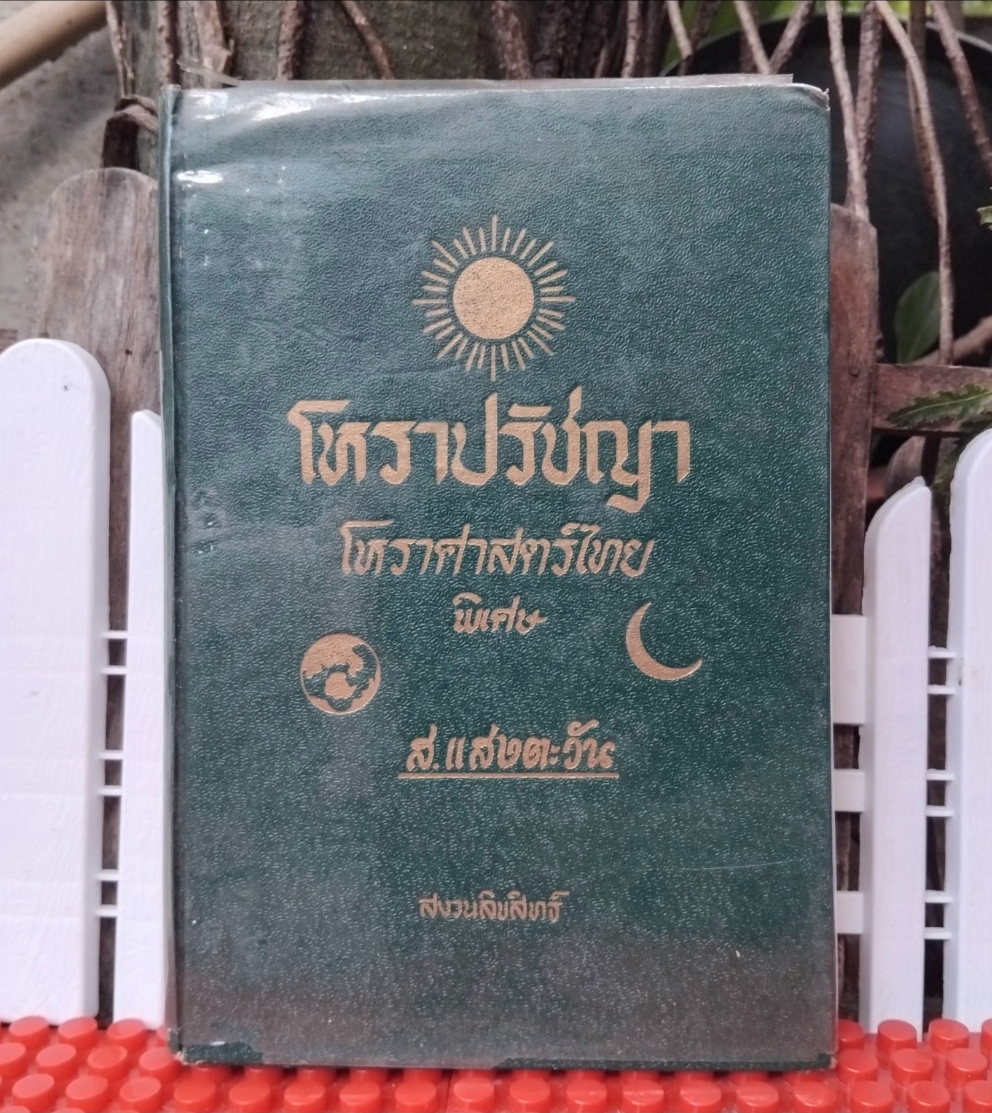 โหราปริชญา
โหราศาสตร์ไทย
พิเศษ
ส.แสงตะวัน
สงวนลิขสิทธิ์